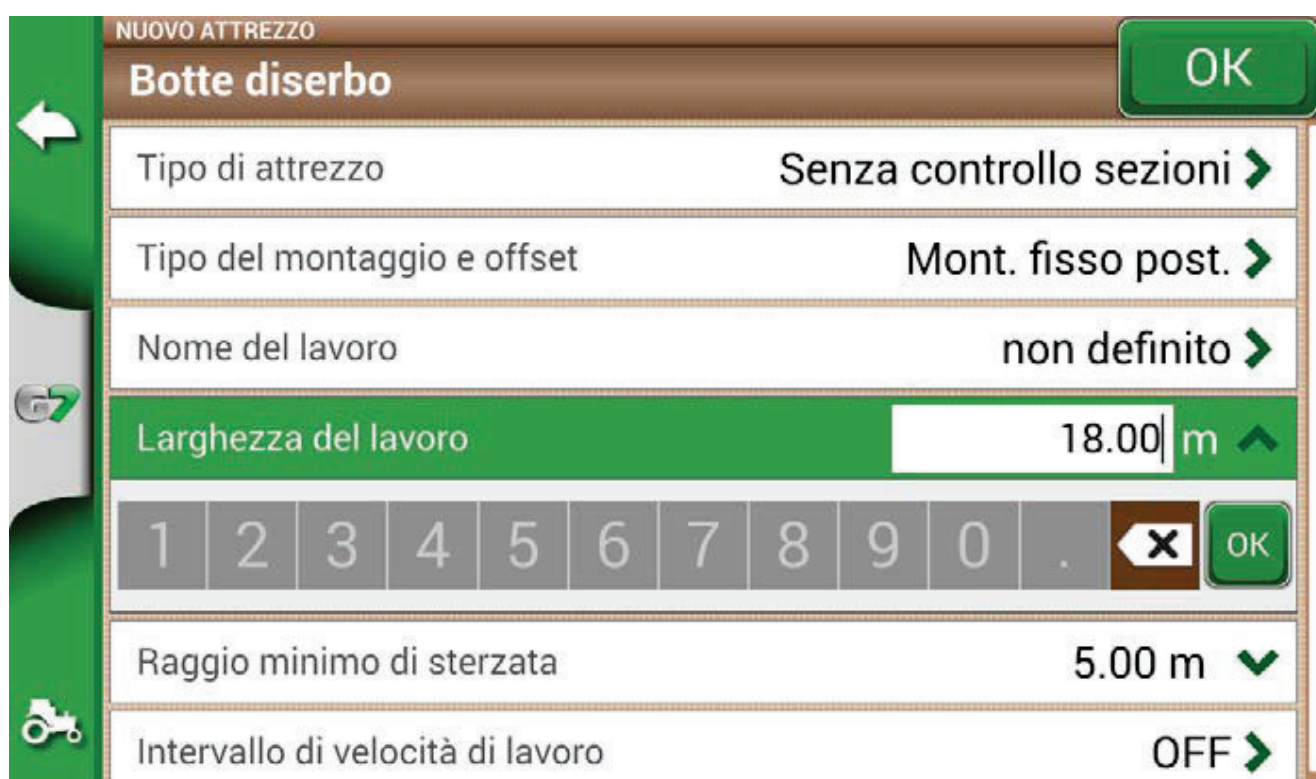 NUOVO ATTREZZO
Botte diserbo
OK
Tipo di attrezzo Senza controllo sezioni
Tipo del montaggio e offset Mont. fisso post.
Nome del lavoro non definito
G7
Larghezza del lavoro 18.00 m
1 2 3 4 5 6 7 8 9 0 . OK
Raggio minimo di sterzata 5.00 m
Intervallo di velocità di lavoro OFF